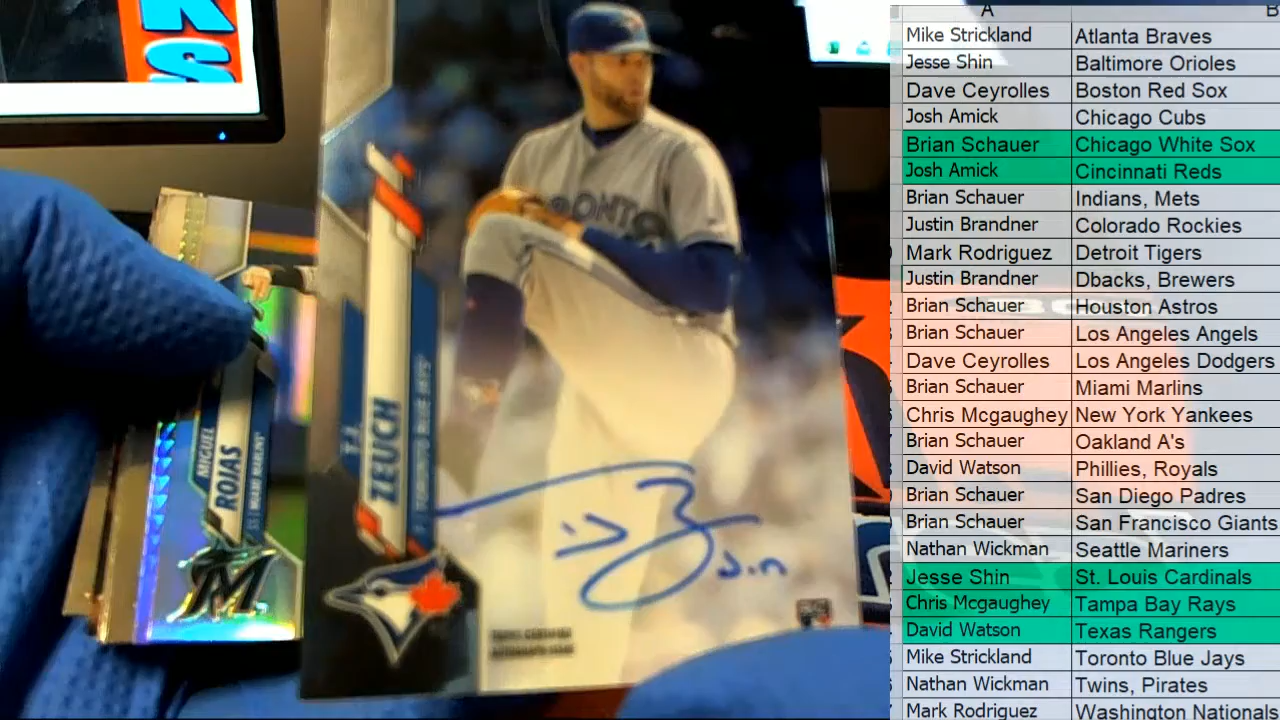 KS
TORONTO
T.J.
ZEUCH
P | TORONTO BLUE JAYS
MIGUEL
ROJAS
SS | MIAMI MARLINS
M
TOPPS CERTIFIED
AUTOGRAPH ISSUE
A B
Mike Strickland Atlanta Braves
Jesse Shin Baltimore Orioles
Dave Ceyrolles Boston Red Sox
Josh Amick Chicago Cubs
Brian Schauer Chicago White Sox
Josh Amick Cincinnati Reds
Brian Schauer Indians, Mets
Justin Brandner Colorado Rockies
Mark Rodriguez Detroit Tigers
Justin Brandner Dbacks, Brewers
Brian Schauer Houston Astros
Brian Schauer Los Angeles Angels
Dave Ceyrolles Los Angeles Dodgers
Brian Schauer Miami Marlins
Chris Mcgaughey New York Yankees
Brian Schauer Oakland A's
David Watson Phillies, Royals
Brian Schauer San Diego Padres
Brian Schauer San Francisco Giants
Nathan Wickman Seattle Mariners
Jesse Shin St. Louis Cardinals
Chris Mcgaughey Tampa Bay Rays
David Watson Texas Rangers
Mike Strickland Toronto Blue Jays
Nathan Wickman Twins, Pirates
Mark Rodriguez Washington Nationals